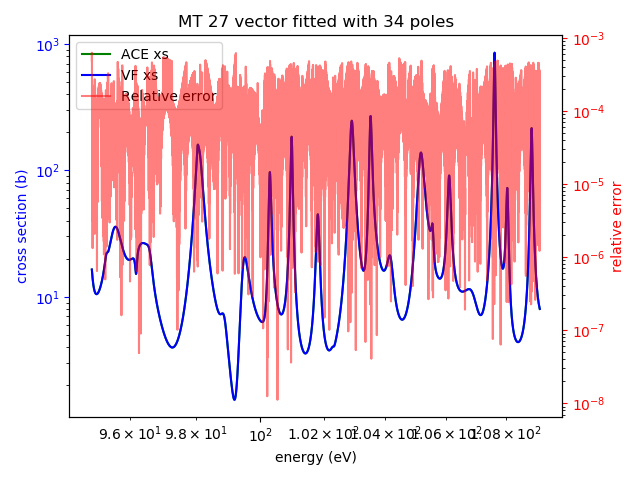 MT 27 vector fitted with 34 poles
ACE xs
VF xs
Relative error
cross section (b)
10³
10²
10¹
relative error
10⁻³
10⁻⁴
10⁻⁵
10⁻⁶
10⁻⁷
10⁻⁸
9.6 × 10¹
9.8 × 10¹
10²
1.02 × 10²
1.04 × 10²
1.06 × 10²
1.08 × 10²
energy (eV)